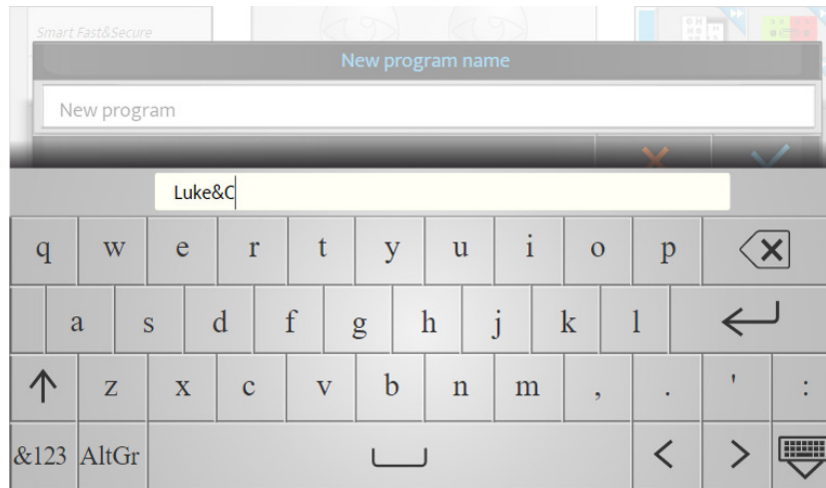 Smart Fast&Secure
New program name
New program
Luke&C
q w e r t y u i o p
a s d f g h j k l
z x c v b n m , . ' :
&123 AltGr < >